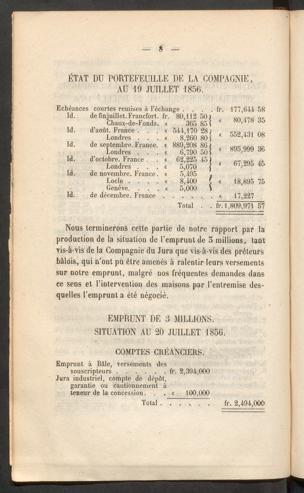 — 8 —
ÉTAT DU PORTEFEUILLE DE LA COMPAGNIE,
AU 19 JUILLET 1856.
Echéances courtes remises à l'échange . . . . fr. 177,644 58
Id. de fin juillet. Francfort. fr. 80,112 50
Chaux-de-Fonds. « 365 85 } « 80,478 35
Id. d'août. France . . . « 544,170 28
Londres . . . « 8,260 80 } « 552,431 08
Id. de septembre. France. « 889,208 86
Londres . . . « 6,790 50 } « 895,999 36
Id. d'octobre. France . . « 62,225 45
Londres . . . « 5,070 } « 67,295 45
Id. de novembre. France. « 5,495
Locle . . . . « 8,400
Genève. . . . « 5,000 } « 18,895 75
Id. de décembre. France . . . . . . . « 17,227
Total . . fr. 1,809,971 57
Nous terminerons cette partie de notre rapport par la
production de la situation de l'emprunt de 3 millions, tant
vis-à-vis de la Compagnie du Jura que vis-à-vis des prêteurs
bâlois, qui n'ont pu être amenés à ralentir leurs versements
sur notre emprunt, malgré nos fréquentes demandes dans
ce sens et l'intervention des maisons par l'entremise des-
quelles l'emprunt a été négocié.
EMPRUNT DE 3 MILLIONS.
SITUATION AU 20 JUILLET 1856.
COMPTES CRÉANCIERS.
Emprunt à Bâle, versements des
souscripteurs . . . . . . . fr. 2,394,000
Jura industriel, compte de dépôt,
garantie ou cautionnement à
teneur de la concession. . . « 100,000
Total . . . . . . fr. 2,494,000